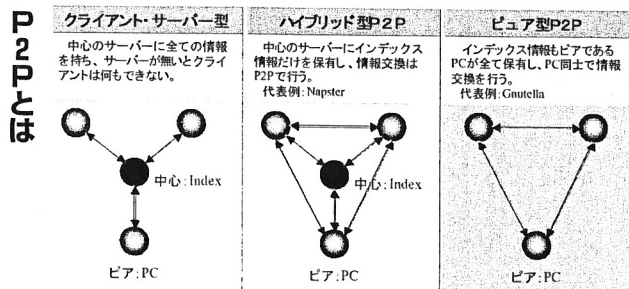 P2Pとは
クライアント・サーバー型
中心のサーバーに全ての情報
を持ち、サーバーが無いとクライ
アントは何もできない。
中心:Index
ピア:PC
ハイブリッド型P2P
中心のサーバーにインデックス
情報だけを保有し、情報交換は
P2Pで行う。
代表例:Napster
中心:Index
ピア:PC
ピュア型P2P
インデックス情報もピアである
PCが全て保有し、PC同士で情報
交換を行う。
代表例:Gnutella
ピア:PC